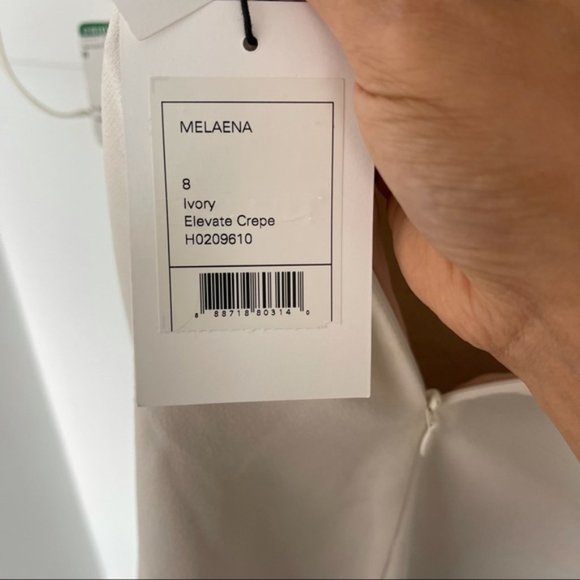 MELAENA
8
Ivory
Elevate Crepe
H0209610
8 88718 80314 0